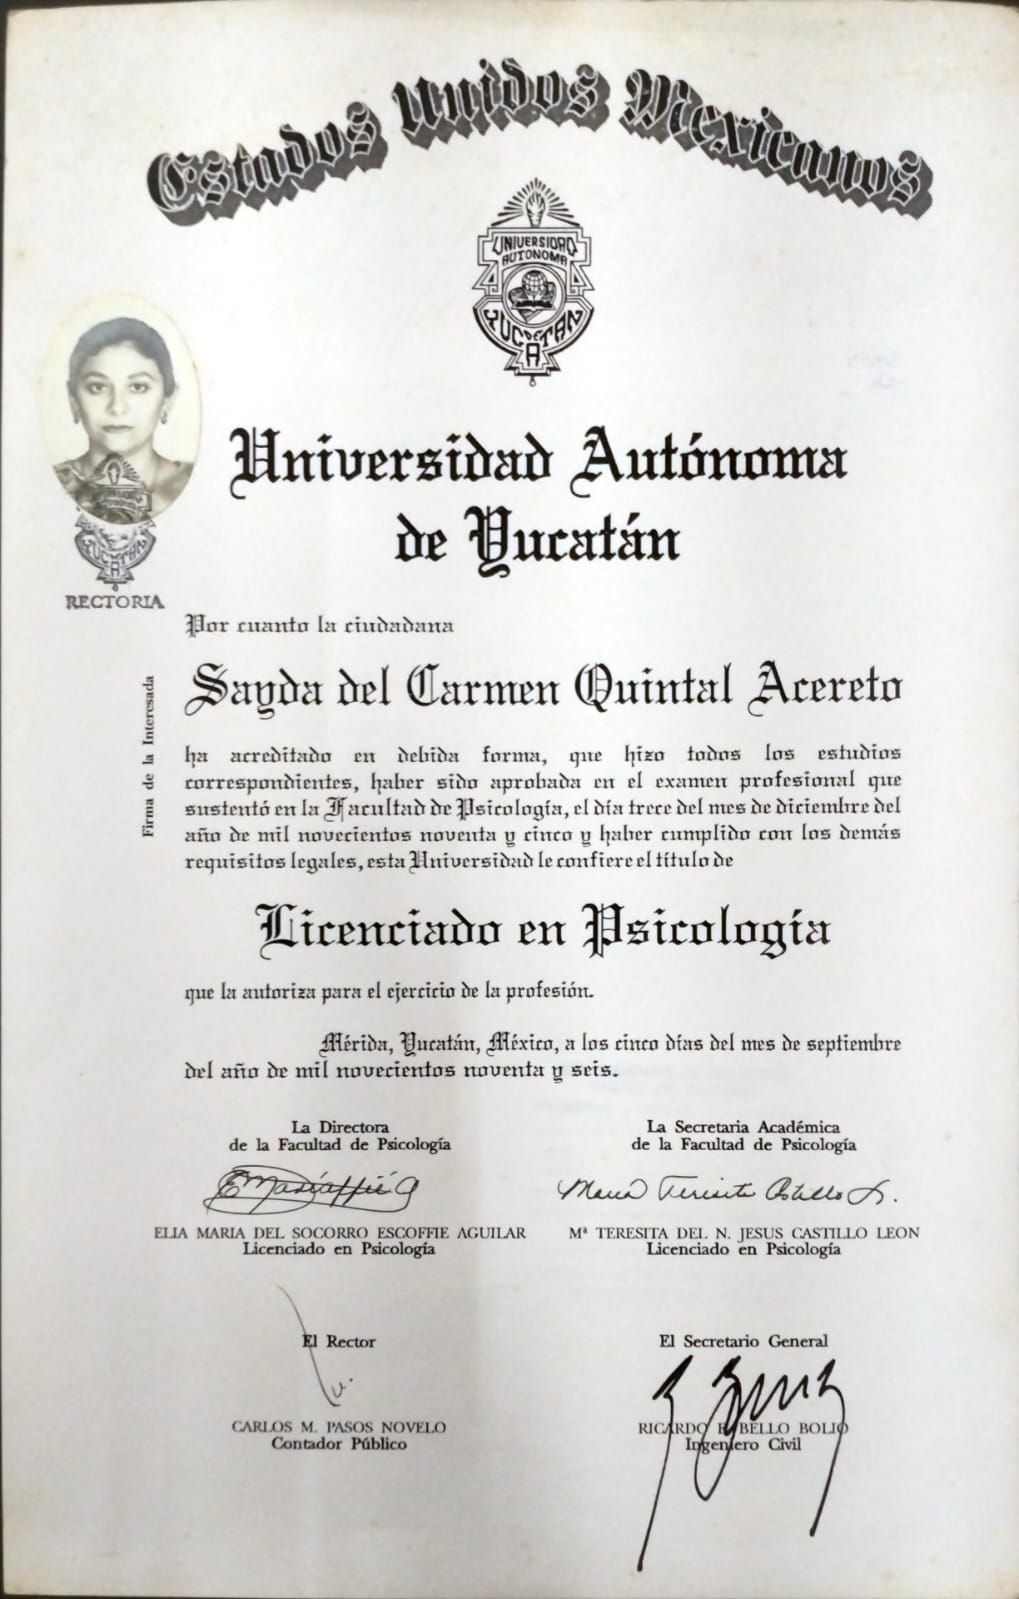 Estados Unidos Mexicanos
UNIVERSIDAD
AUTONOMA
DE
YUCATAN
Universidad Autónoma
de Yucatán
YUCATAN
RECTORIA
Por cuanto la ciudadana
Sayda del Carmen Quintal Acereto
Firma de la Interesada
ha acreditado en debida forma, que hizo todos los estudios
correspondientes, haber sido aprobada en el examen profesional que
sustentó en la Facultad de Psicología, el día trece del mes de diciembre del
año de mil novecientos noventa y cinco y haber cumplido con los demás
requisitos legales, esta Universidad le confiere el título de
Licenciado en Psicología
que la autoriza para el ejercicio de la profesión.
Mérida, Yucatán, México, a los cinco días del mes de septiembre
del año de mil novecientos noventa y seis.
La Directora
de la Facultad de Psicología
ELIA MARIA DEL SOCORRO ESCOFFIE AGUILAR
Licenciado en Psicología
La Secretaria Académica
de la Facultad de Psicología
Mª TERESITA DEL N. JESUS CASTILLO LEON
Licenciado en Psicología
El Rector
CARLOS M. PASOS NOVELO
Contador Público
El Secretario General
RICARDO BELLO BOLIO
Ingeniero Civil